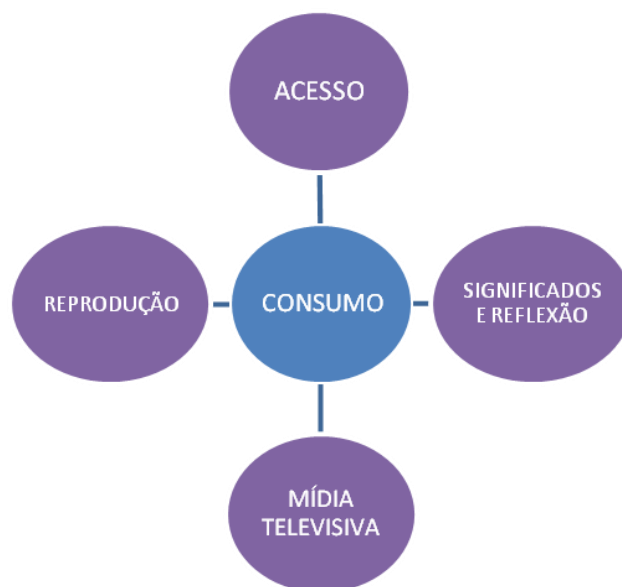 ACESSO
REPRODUÇÃO
CONSUMO
SIGNIFICADOS
E REFLEXÃO
MÍDIA
TELEVISIVA